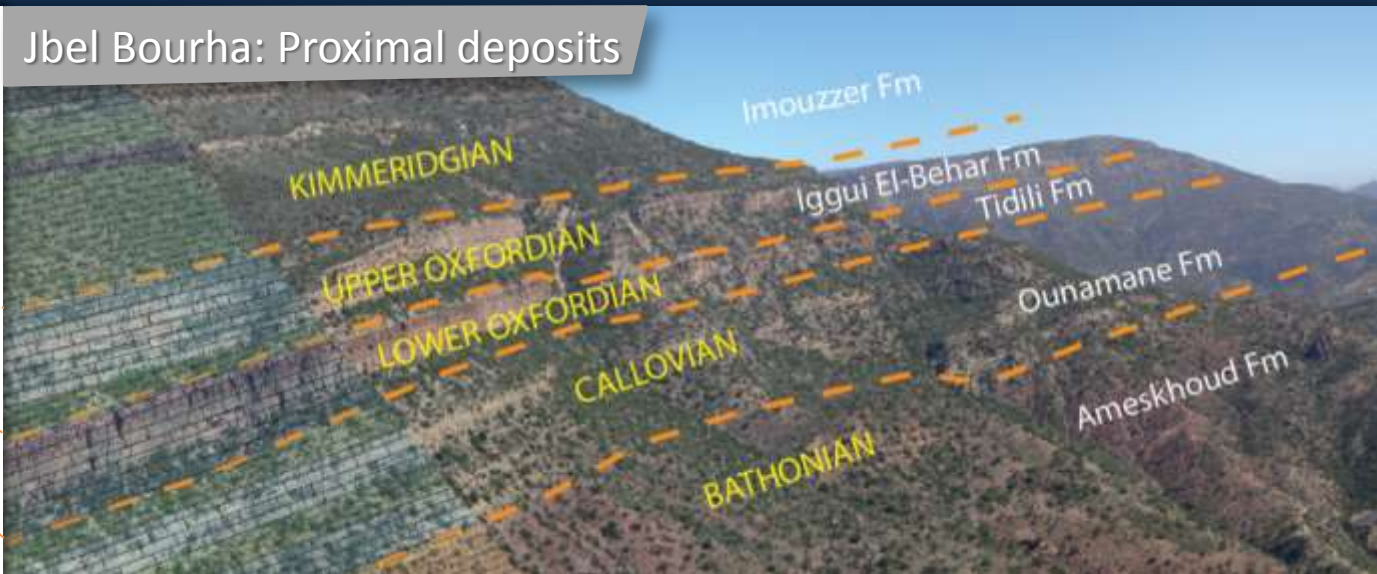 Jbel Bourha: Proximal deposits
Imouzzer Fm
KIMMERIDGIAN
Iggui El-Behar Fm
UPPER OXFORDIAN
Tidili Fm
LOWER OXFORDIAN
Ounamane Fm
CALLOVIAN
Ameskhoud Fm
BATHONIAN